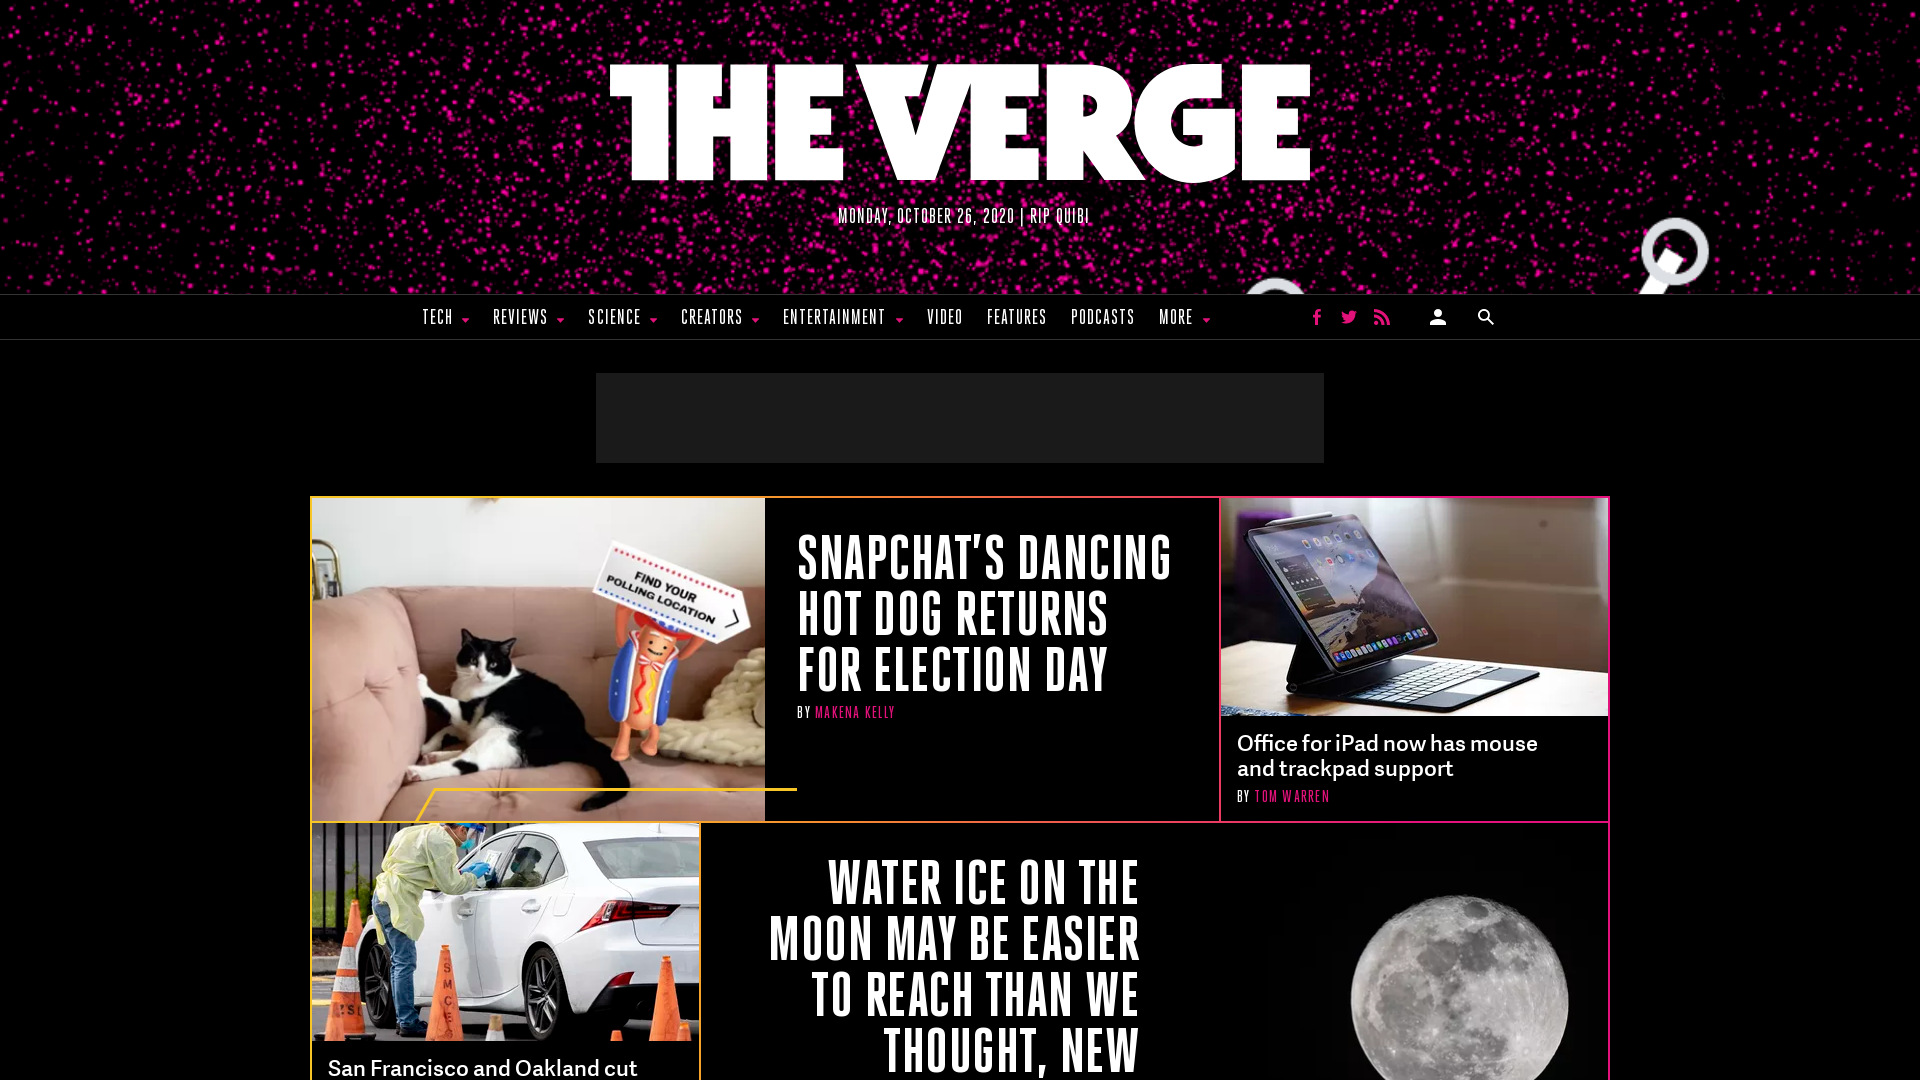 THE VERGE
MONDAY, OCTOBER 26, 2020 | RIP QUIBI
TECH REVIEWS SCIENCE CREATORS ENTERTAINMENT VIDEO FEATURES PODCASTS MORE
FIND YOUR
POLLING LOCATION
SNAPCHAT'S DANCING
HOT DOG RETURNS
FOR ELECTION DAY
BY MAKENA KELLY
Office for iPad now has mouse
and trackpad support
BY TOM WARREN
San Francisco and Oakland cut
WATER ICE ON THE
MOON MAY BE EASIER
TO REACH THAN WE
THOUGHT, NEW